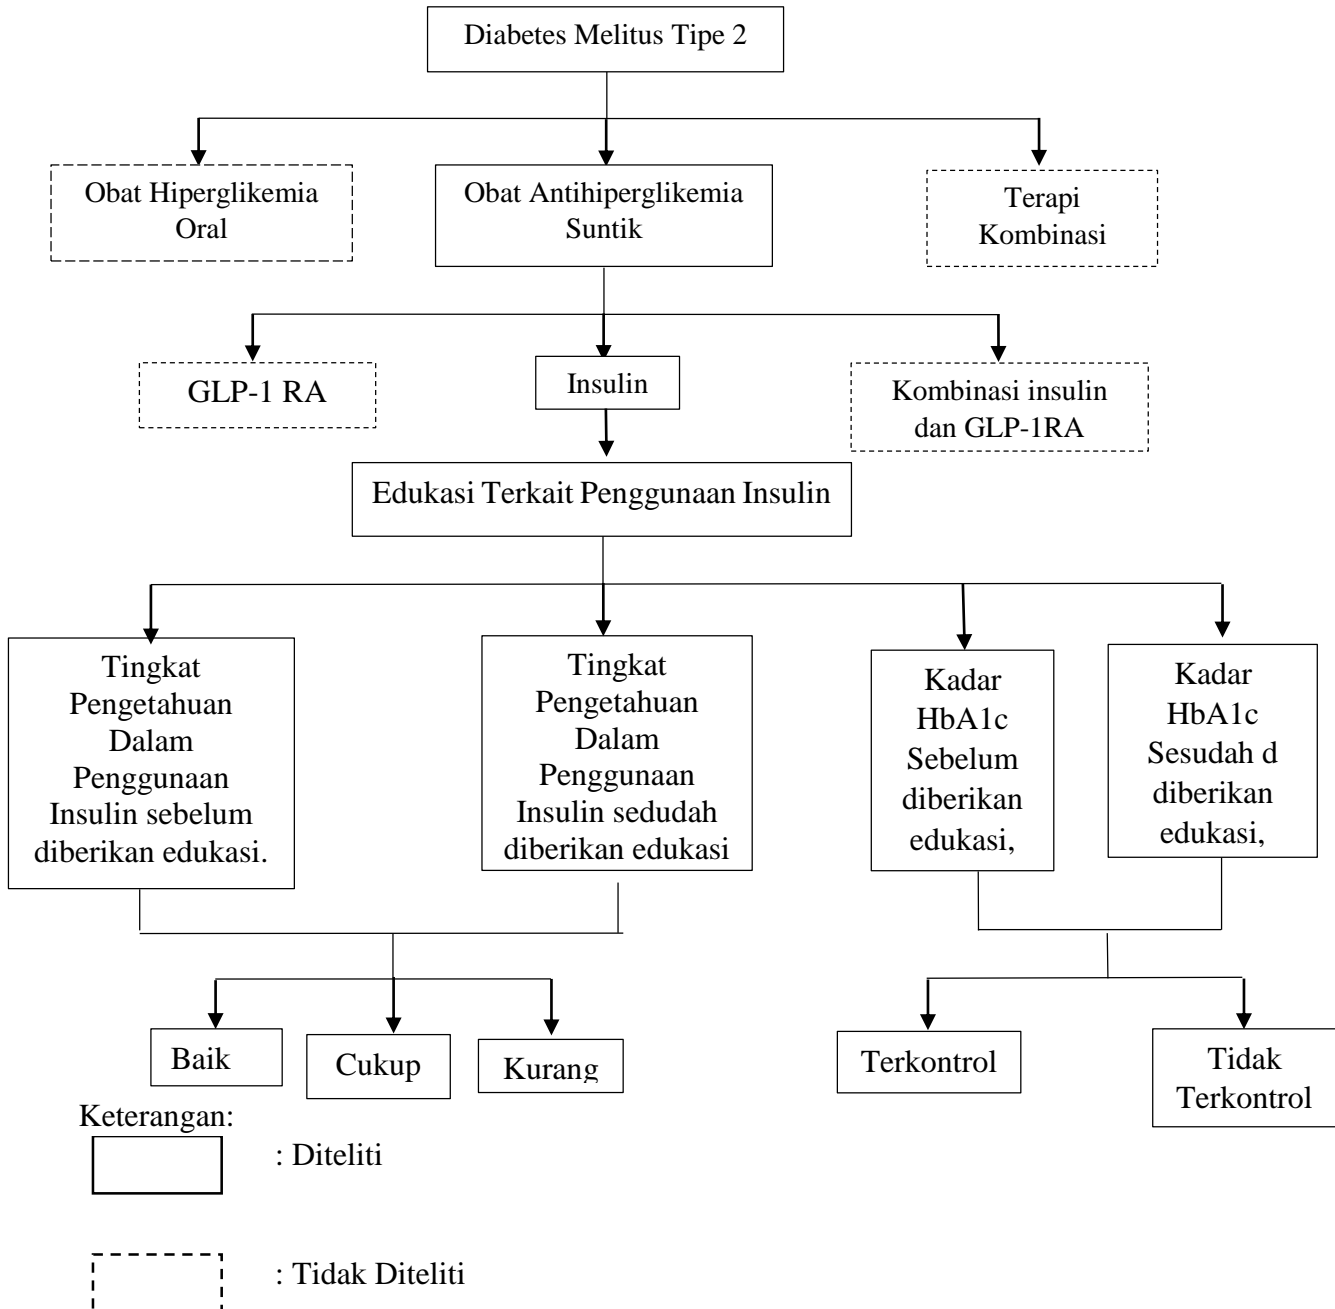 Diabetes Melitus Tipe 2
Obat Hiperglikemia
Oral
Obat Antihiperglikemia
Suntik
Terapi
Kombinasi
GLP-1 RA
Insulin
Kombinasi insulin
dan GLP-1RA
Edukasi Terkait Penggunaan Insulin
Tingkat
Pengetahuan
Dalam
Penggunaan
Insulin sebelum
diberikan edukasi.
Tingkat
Pengetahuan
Dalam
Penggunaan
Insulin sedudah
diberikan edukasi
Kadar
HbA1c
Sebelum
diberikan
edukasi,
Kadar
HbA1c
Sesudah d
diberikan
edukasi,
Baik
Cukup
Kurang
Terkontrol
Tidak
Terkontrol
Keterangan:
: Diteliti
: Tidak Diteliti